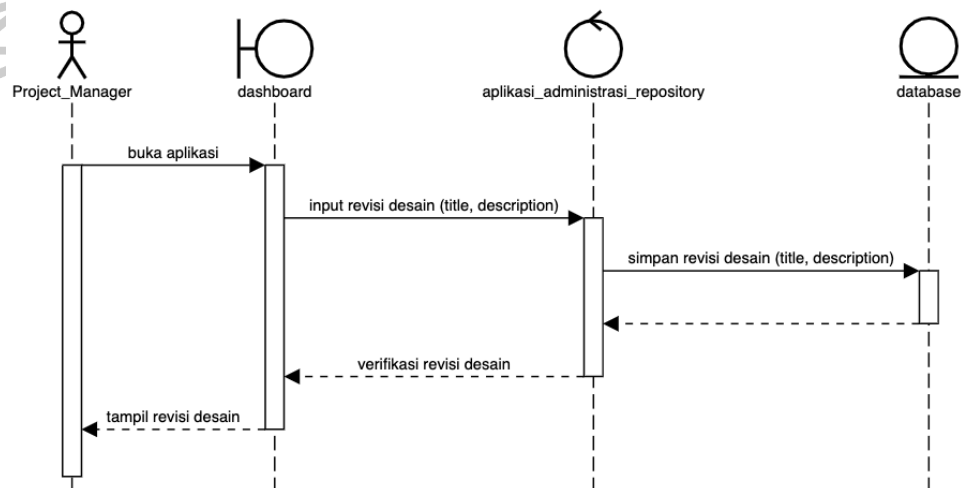 Project_Manager
dashboard
aplikasi_administrasi_repository
database
buka aplikasi
input revisi desain (title, description)
simpan revisi desain (title, description)
verifikasi revisi desain
tampil revisi desain